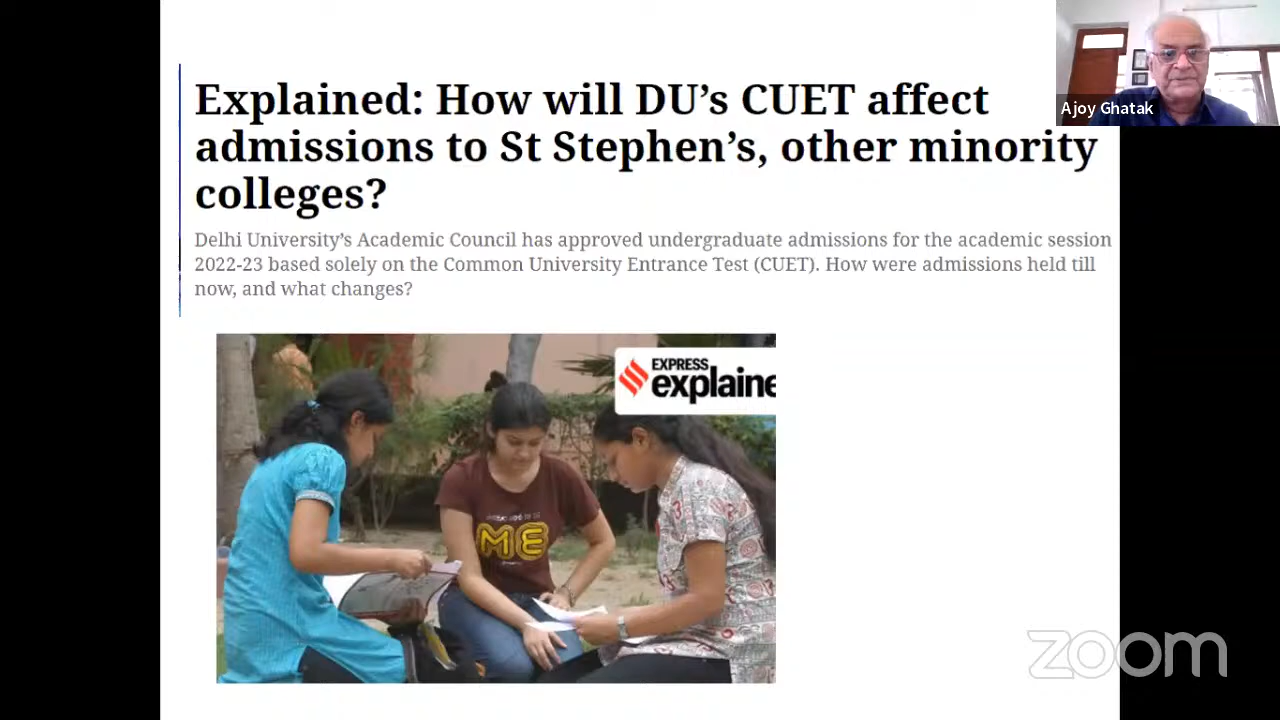 Explained: How will DU’s CUET affect
admissions to St Stephen’s, other minority
colleges?
Ajoy Ghatak
Delhi University’s Academic Council has approved undergraduate admissions for the academic session
2022-23 based solely on the Common University Entrance Test (CUET). How were admissions held till
now, and what changes?
EXPRESS
explaine
ME
zoom